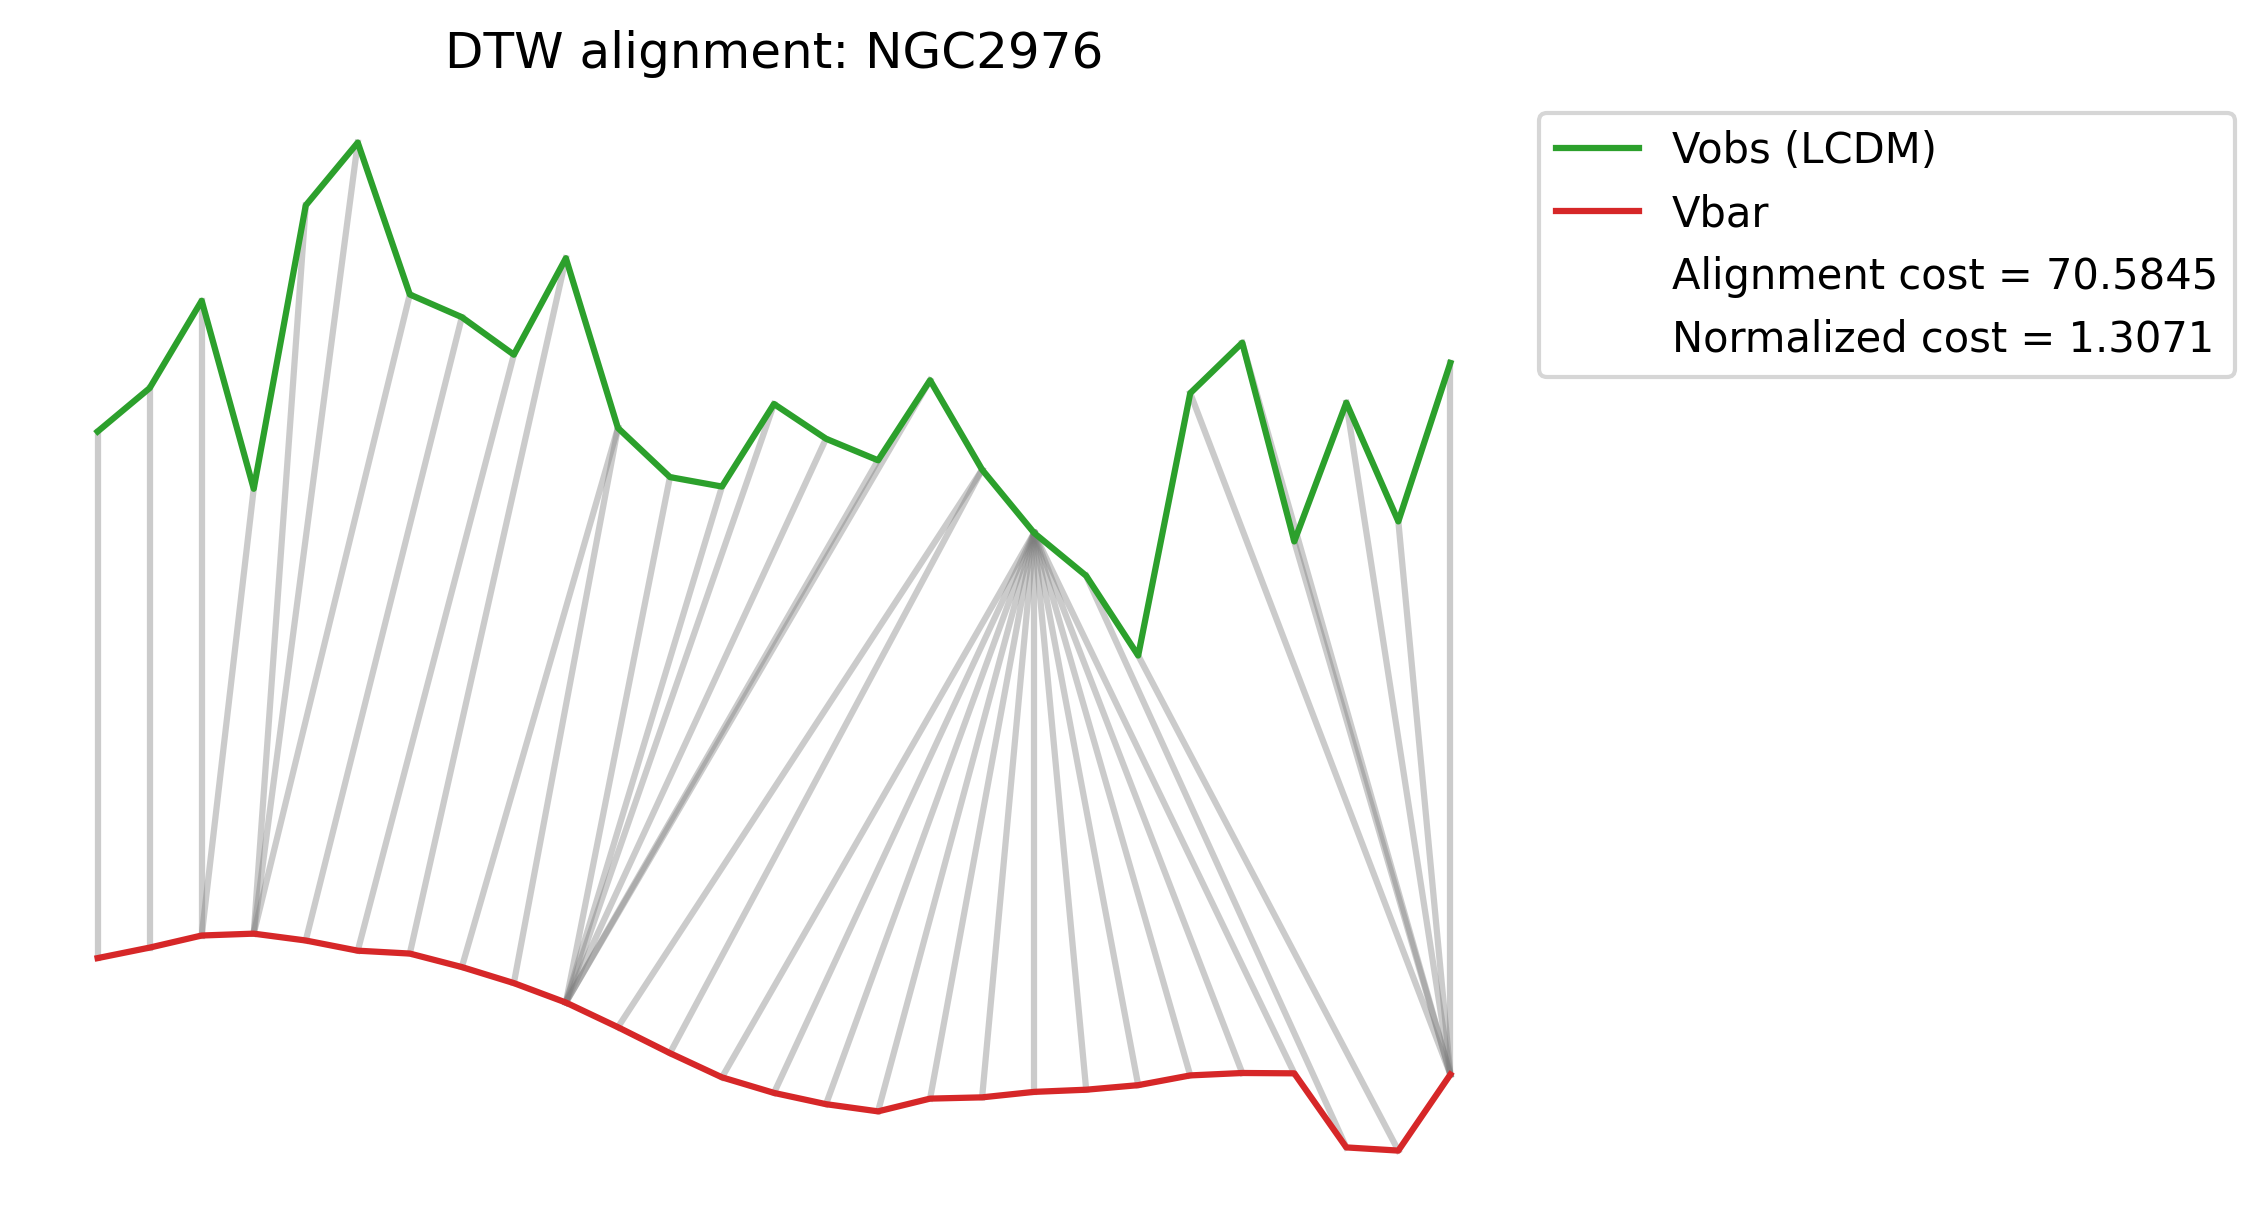 DTW alignment: NGC2976
Vobs (LCDM)
Vbar
Alignment cost = 70.5845
Normalized cost = 1.3071